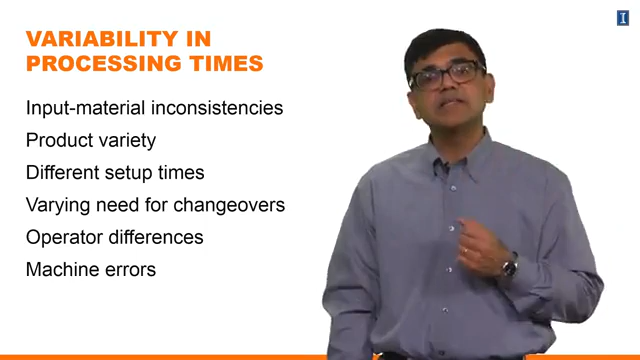 VARIABILITY IN
PROCESSING TIMES
Input-material inconsistencies
Product variety
Different setup times
Varying need for changeovers
Operator differences
Machine errors
I